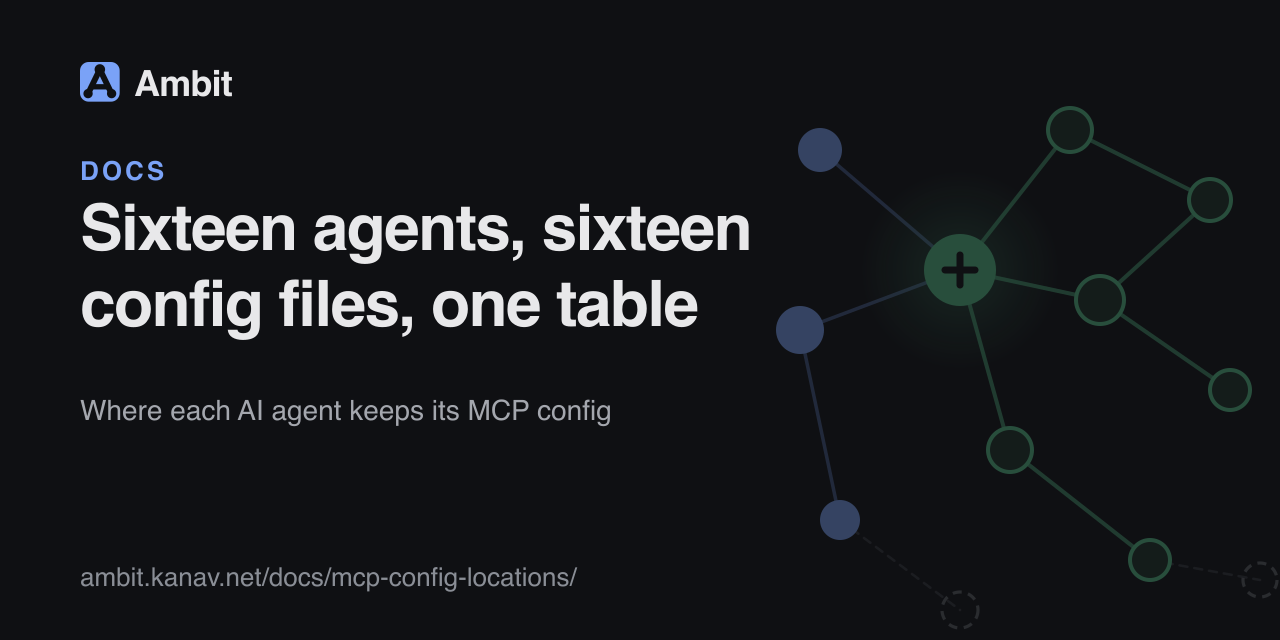 Ambit
DOCS
Sixteen agents, sixteen
config files, one table
Where each AI agent keeps its MCP config
ambit.kanav.net/docs/mcp-config-locations/